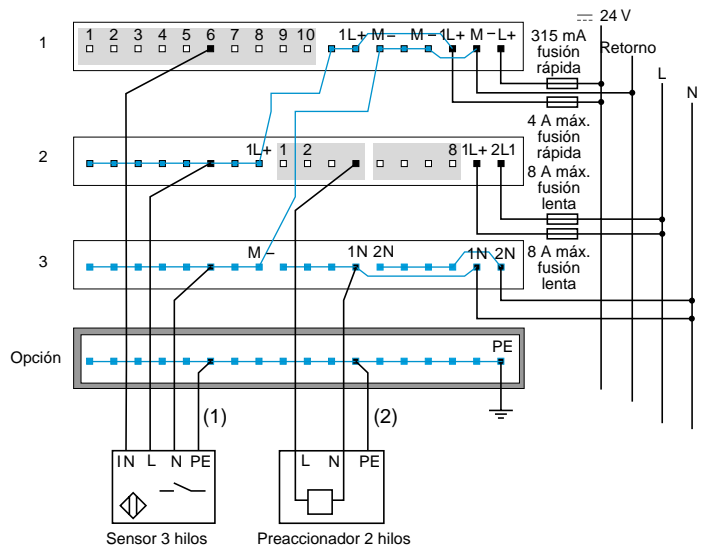 ⎓ 24 V
1 2 3 4 5 6 7 8 9 10 1L+ M– M–1L+ M– L+
1
315 mA
fusión
rápida
Retorno
L
N
4 A máx.
fusión
rápida
1L+ 1 2 8 1L+ 2L1
2
8 A máx.
fusión
lenta
M– 1N 2N 1N 2N
3
8 A máx.
fusión
lenta
Opción
PE
(1) (2)
IN L N PE
L N PE
Sensor 3 hilos
Preaccionador 2 hilos